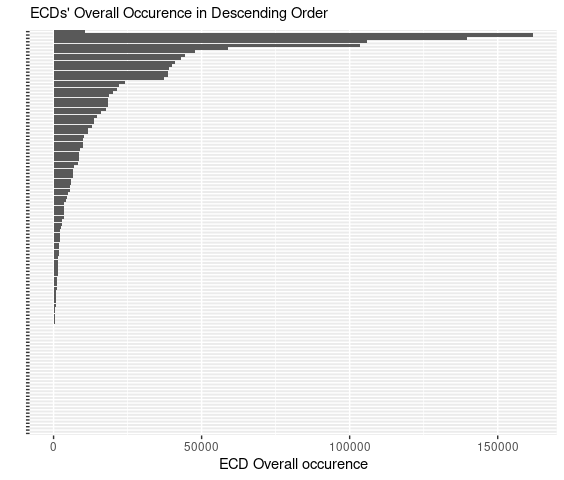 ECDs' Overall Occurence in Descending Order
0 50000 100000 150000
ECD Overall occurence